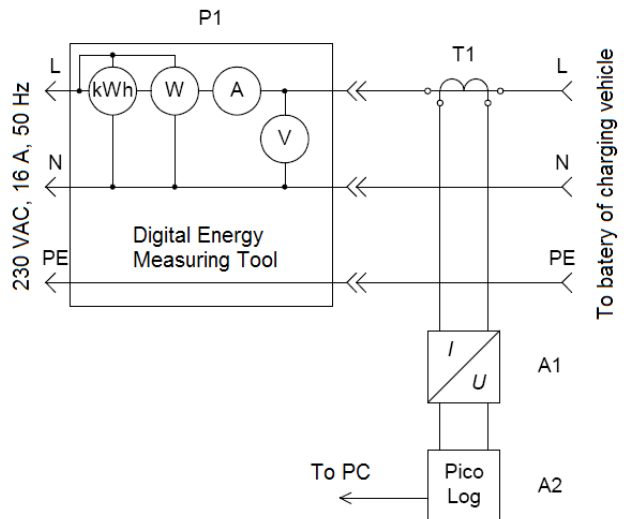 P1
T1
L
kWh
W
A
L
V
N
N
230 VAC, 16 A, 50 Hz
Digital Energy
Measuring Tool
PE
PE
To batery of charging vehicle
I
U
A1
To PC
Pico
Log
A2